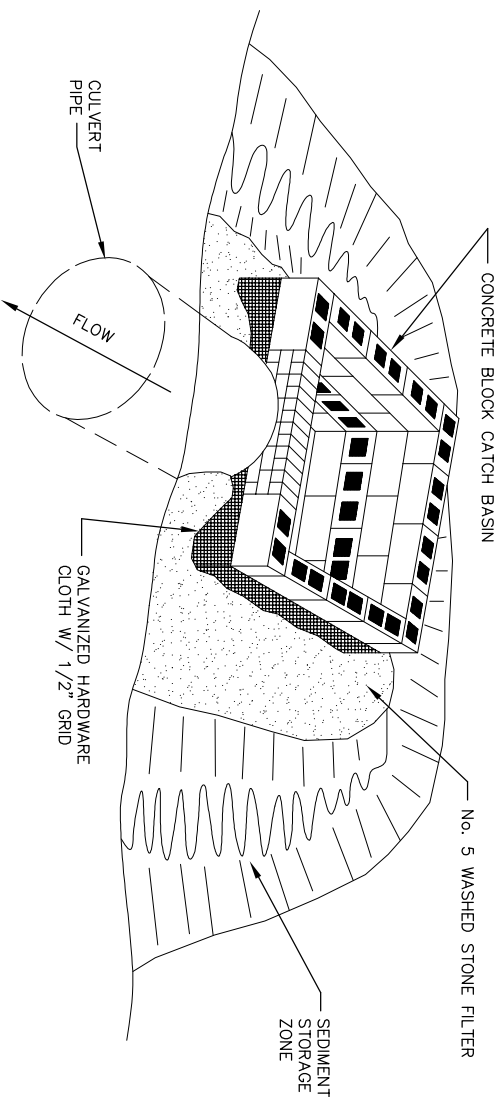 CONCRETE BLOCK CATCH BASIN
No. 5 WASHED STONE FILTER
SEDIMENT
STORAGE
ZONE
CULVERT
PIPE
FLOW
GALVANIZED HARDWARE
CLOTH W/ 1/2" GRID